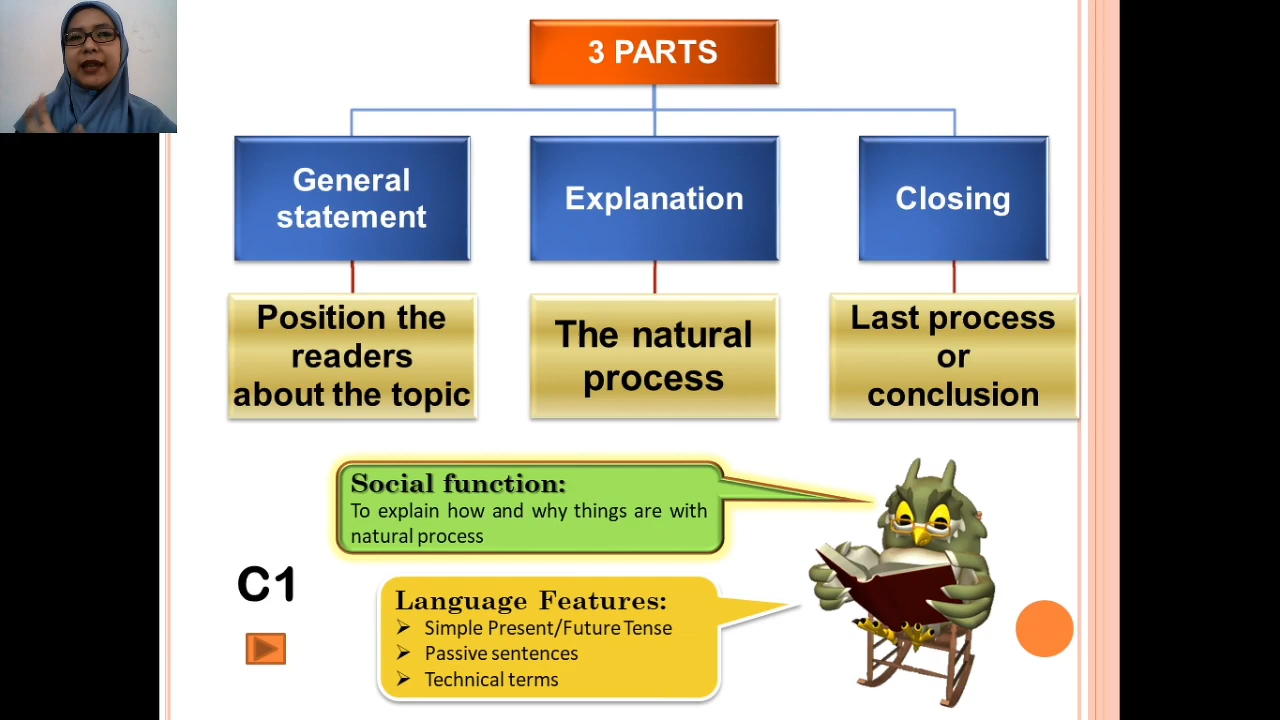 3 PARTS
General
statement
Explanation
Closing
Position the
readers
about the topic
The natural
process
Last process
or
conclusion
Social function:
To explain how and why things are with
natural process
C1
Language Features:
Simple Present/Future Tense
Passive sentences
Technical terms